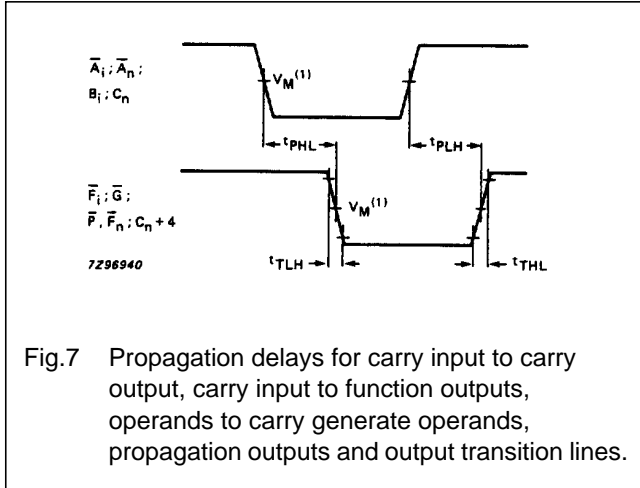 A̅i ; A̅n ;
Bi ; Cn
VM(1)
tPHL
tPLH
F̅i ; G̅ ;
P̅ , F̅n ; Cn + 4
VM(1)
7Z96940
tTLH
tTHL
Fig.7 Propagation delays for carry input to carry
output, carry input to function outputs,
operands to carry generate operands,
propagation outputs and output transition lines.